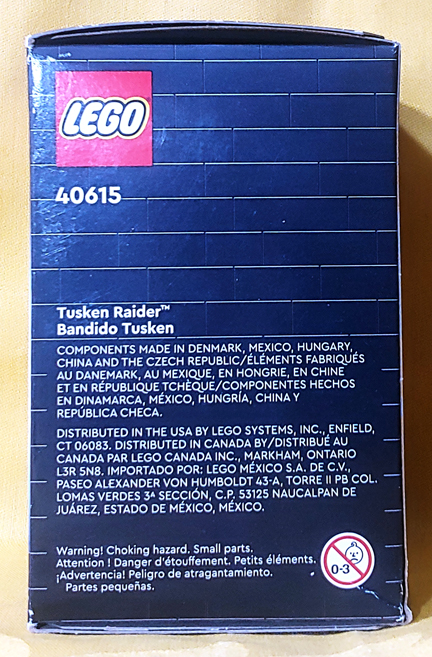 LEGO
40615
Tusken Raider™
Bandido Tusken
COMPONENTS MADE IN DENMARK, MEXICO, HUNGARY,
CHINA AND THE CZECH REPUBLIC/ÉLÉMENTS FABRIQUÉS
AU DANEMARK, AU MEXIQUE, EN HONGRIE, EN CHINE
ET EN RÉPUBLIQUE TCHÈQUE/COMPONENTES HECHOS
EN DINAMARCA, MÉXICO, HUNGRÍA, CHINA Y
REPÚBLICA CHECA.
DISTRIBUTED IN THE USA BY LEGO SYSTEMS, INC., ENFIELD,
CT 06083. DISTRIBUTED IN CANADA BY/DISTRIBUÉ AU
CANADA PAR LEGO CANADA INC., MARKHAM, ONTARIO
L3R 5N8. IMPORTADO POR: LEGO MÉXICO S.A. DE C.V.,
PASEO ALEXANDER VON HUMBOLDT 43-A, TORRE II PB COL.
LOMAS VERDES 3ª SECCIÓN, C.P. 53125 NAUCALPAN DE
JUÁREZ, ESTADO DE MÉXICO, MÉXICO.
Warning! Choking hazard. Small parts.
Attention ! Danger d'étouffement. Petits éléments.
¡Advertencia! Peligro de atragantamiento.
Partes pequeñas.
0-3